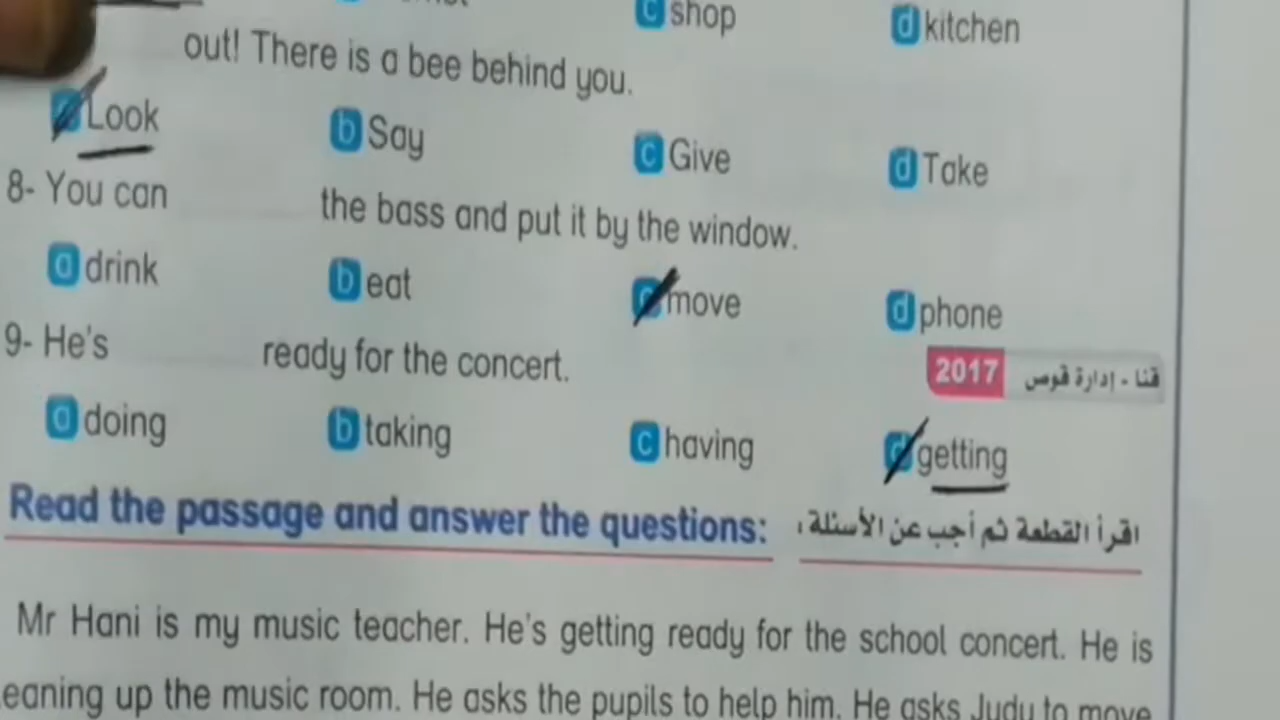 c shop d kitchen
out! There is a bee behind you.
Look b Say c Give d Take
8- You can the bass and put it by the window.
a drink b eat c move d phone
9- He's ready for the concert.
2017 قنا - إدارة قوص
a doing b taking c having d getting
Read the passage and answer the questions: اقرأ القطعة ثم أجب عن الأسئلة :
Mr Hani is my music teacher. He's getting ready for the school concert. He is
eaning up the music room. He asks the pupils to help him. He asks Judy to move